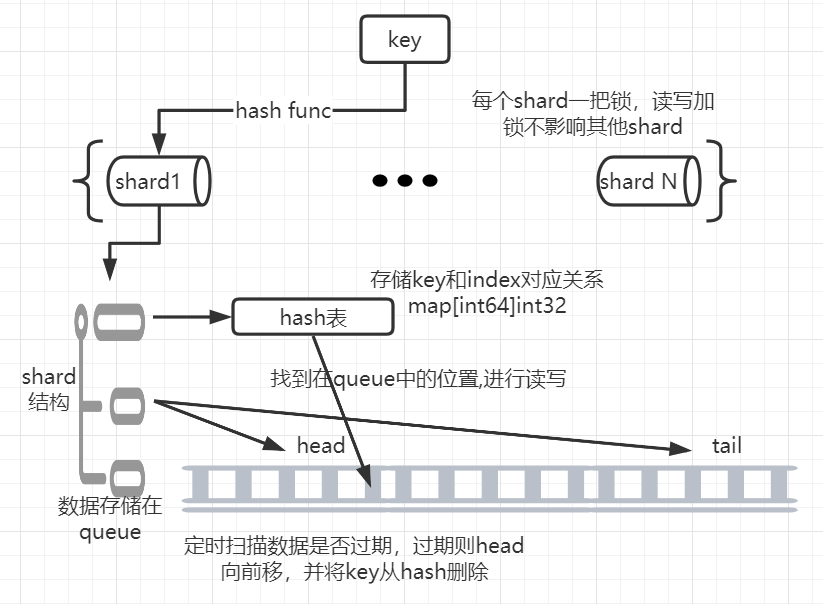 key
hash func
每个shard一把锁，读写加
锁不影响其他shard
shard1
shard N
存储key和index对应关系
map[int64]int32
hash表
找到在queue中的位置,进行读写
shard
结构
head
tail
数据存储在
queue
定时扫描数据是否过期，过期则head
向前移，并将key从hash删除